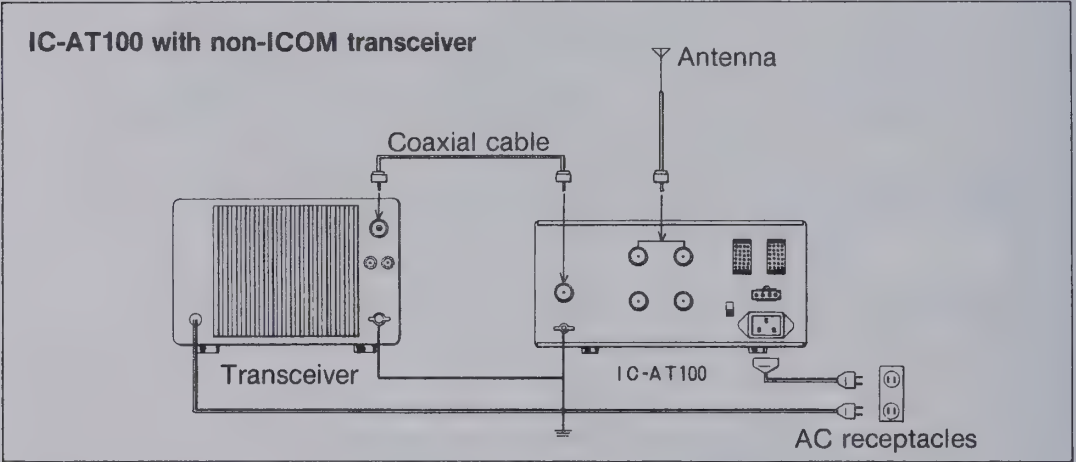 IC-AT100 with non-ICOM transceiver
Antenna
Coaxial cable
Transceiver
IC-AT100
AC receptacles